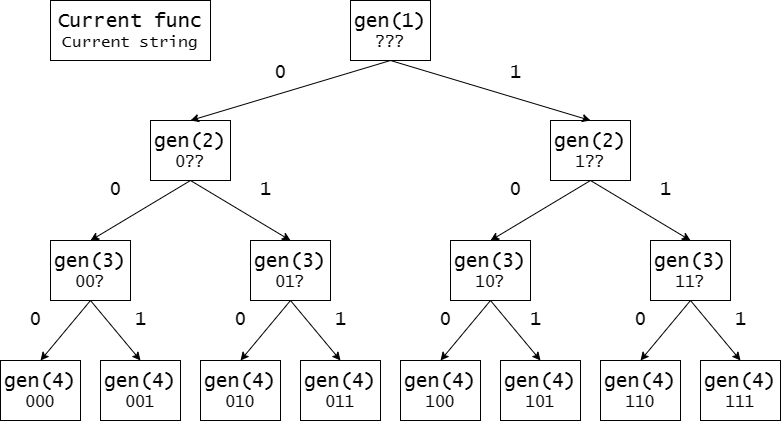 Current func
Current string
gen(1)
???
0 1
gen(2) gen(2)
0?? 1??
0 1 0 1
gen(3) gen(3) gen(3) gen(3)
00? 01? 10? 11?
0 1 0 1 0 1 0 1
gen(4) gen(4) gen(4) gen(4) gen(4) gen(4) gen(4) gen(4)
000 001 010 011 100 101 110 111